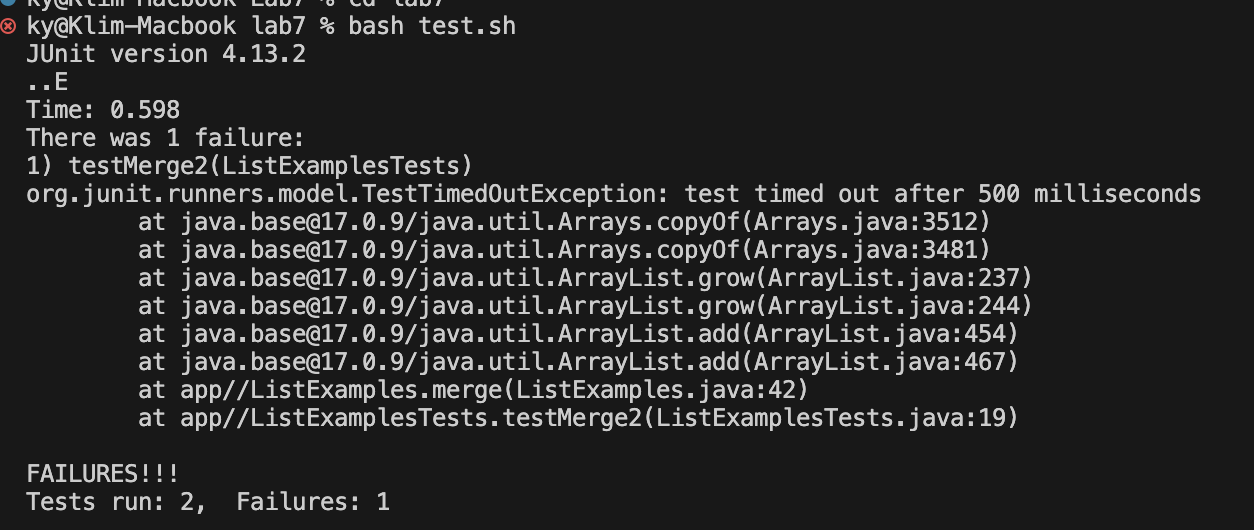 ky@Klim-Macbook Lab7 % cd lab7
ky@Klim-Macbook lab7 % bash test.sh
JUnit version 4.13.2
..E
Time: 0.598
There was 1 failure:
1) testMerge2(ListExamplesTests)
org.junit.runners.model.TestTimedOutException: test timed out after 500 milliseconds
at java.base@17.0.9/java.util.Arrays.copyOf(Arrays.java:3512)
at java.base@17.0.9/java.util.Arrays.copyOf(Arrays.java:3481)
at java.base@17.0.9/java.util.ArrayList.grow(ArrayList.java:237)
at java.base@17.0.9/java.util.ArrayList.grow(ArrayList.java:244)
at java.base@17.0.9/java.util.ArrayList.add(ArrayList.java:454)
at java.base@17.0.9/java.util.ArrayList.add(ArrayList.java:467)
at app//ListExamples.merge(ListExamples.java:42)
at app//ListExamplesTests.testMerge2(ListExamplesTests.java:19)
FAILURES!!!
Tests run: 2,  Failures: 1